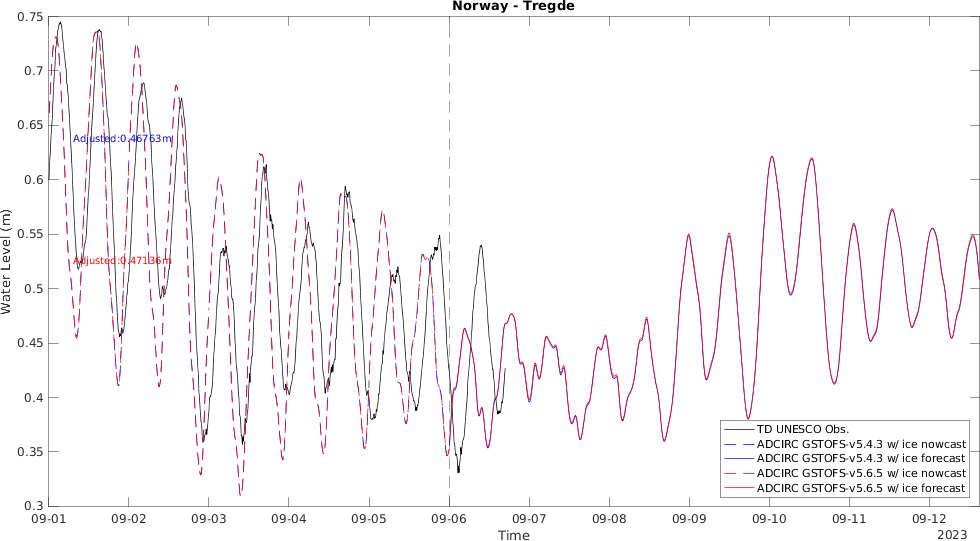 Norway - Tregde
0.75
0.7
0.65
0.6
0.55
0.5
0.45
0.4
0.35
0.3
Water Level (m)
Adjusted:0.46763m
Adjusted:0.47136m
TD UNESCO Obs.
ADCIRC GSTOFS-v5.4.3 w/ ice nowcast
ADCIRC GSTOFS-v5.4.3 w/ ice forecast
ADCIRC GSTOFS-v5.6.5 w/ ice nowcast
ADCIRC GSTOFS-v5.6.5 w/ ice forecast
09-01 09-02 09-03 09-04 09-05 09-06 09-07 09-08 09-09 09-10 09-11 09-12
Time
2023